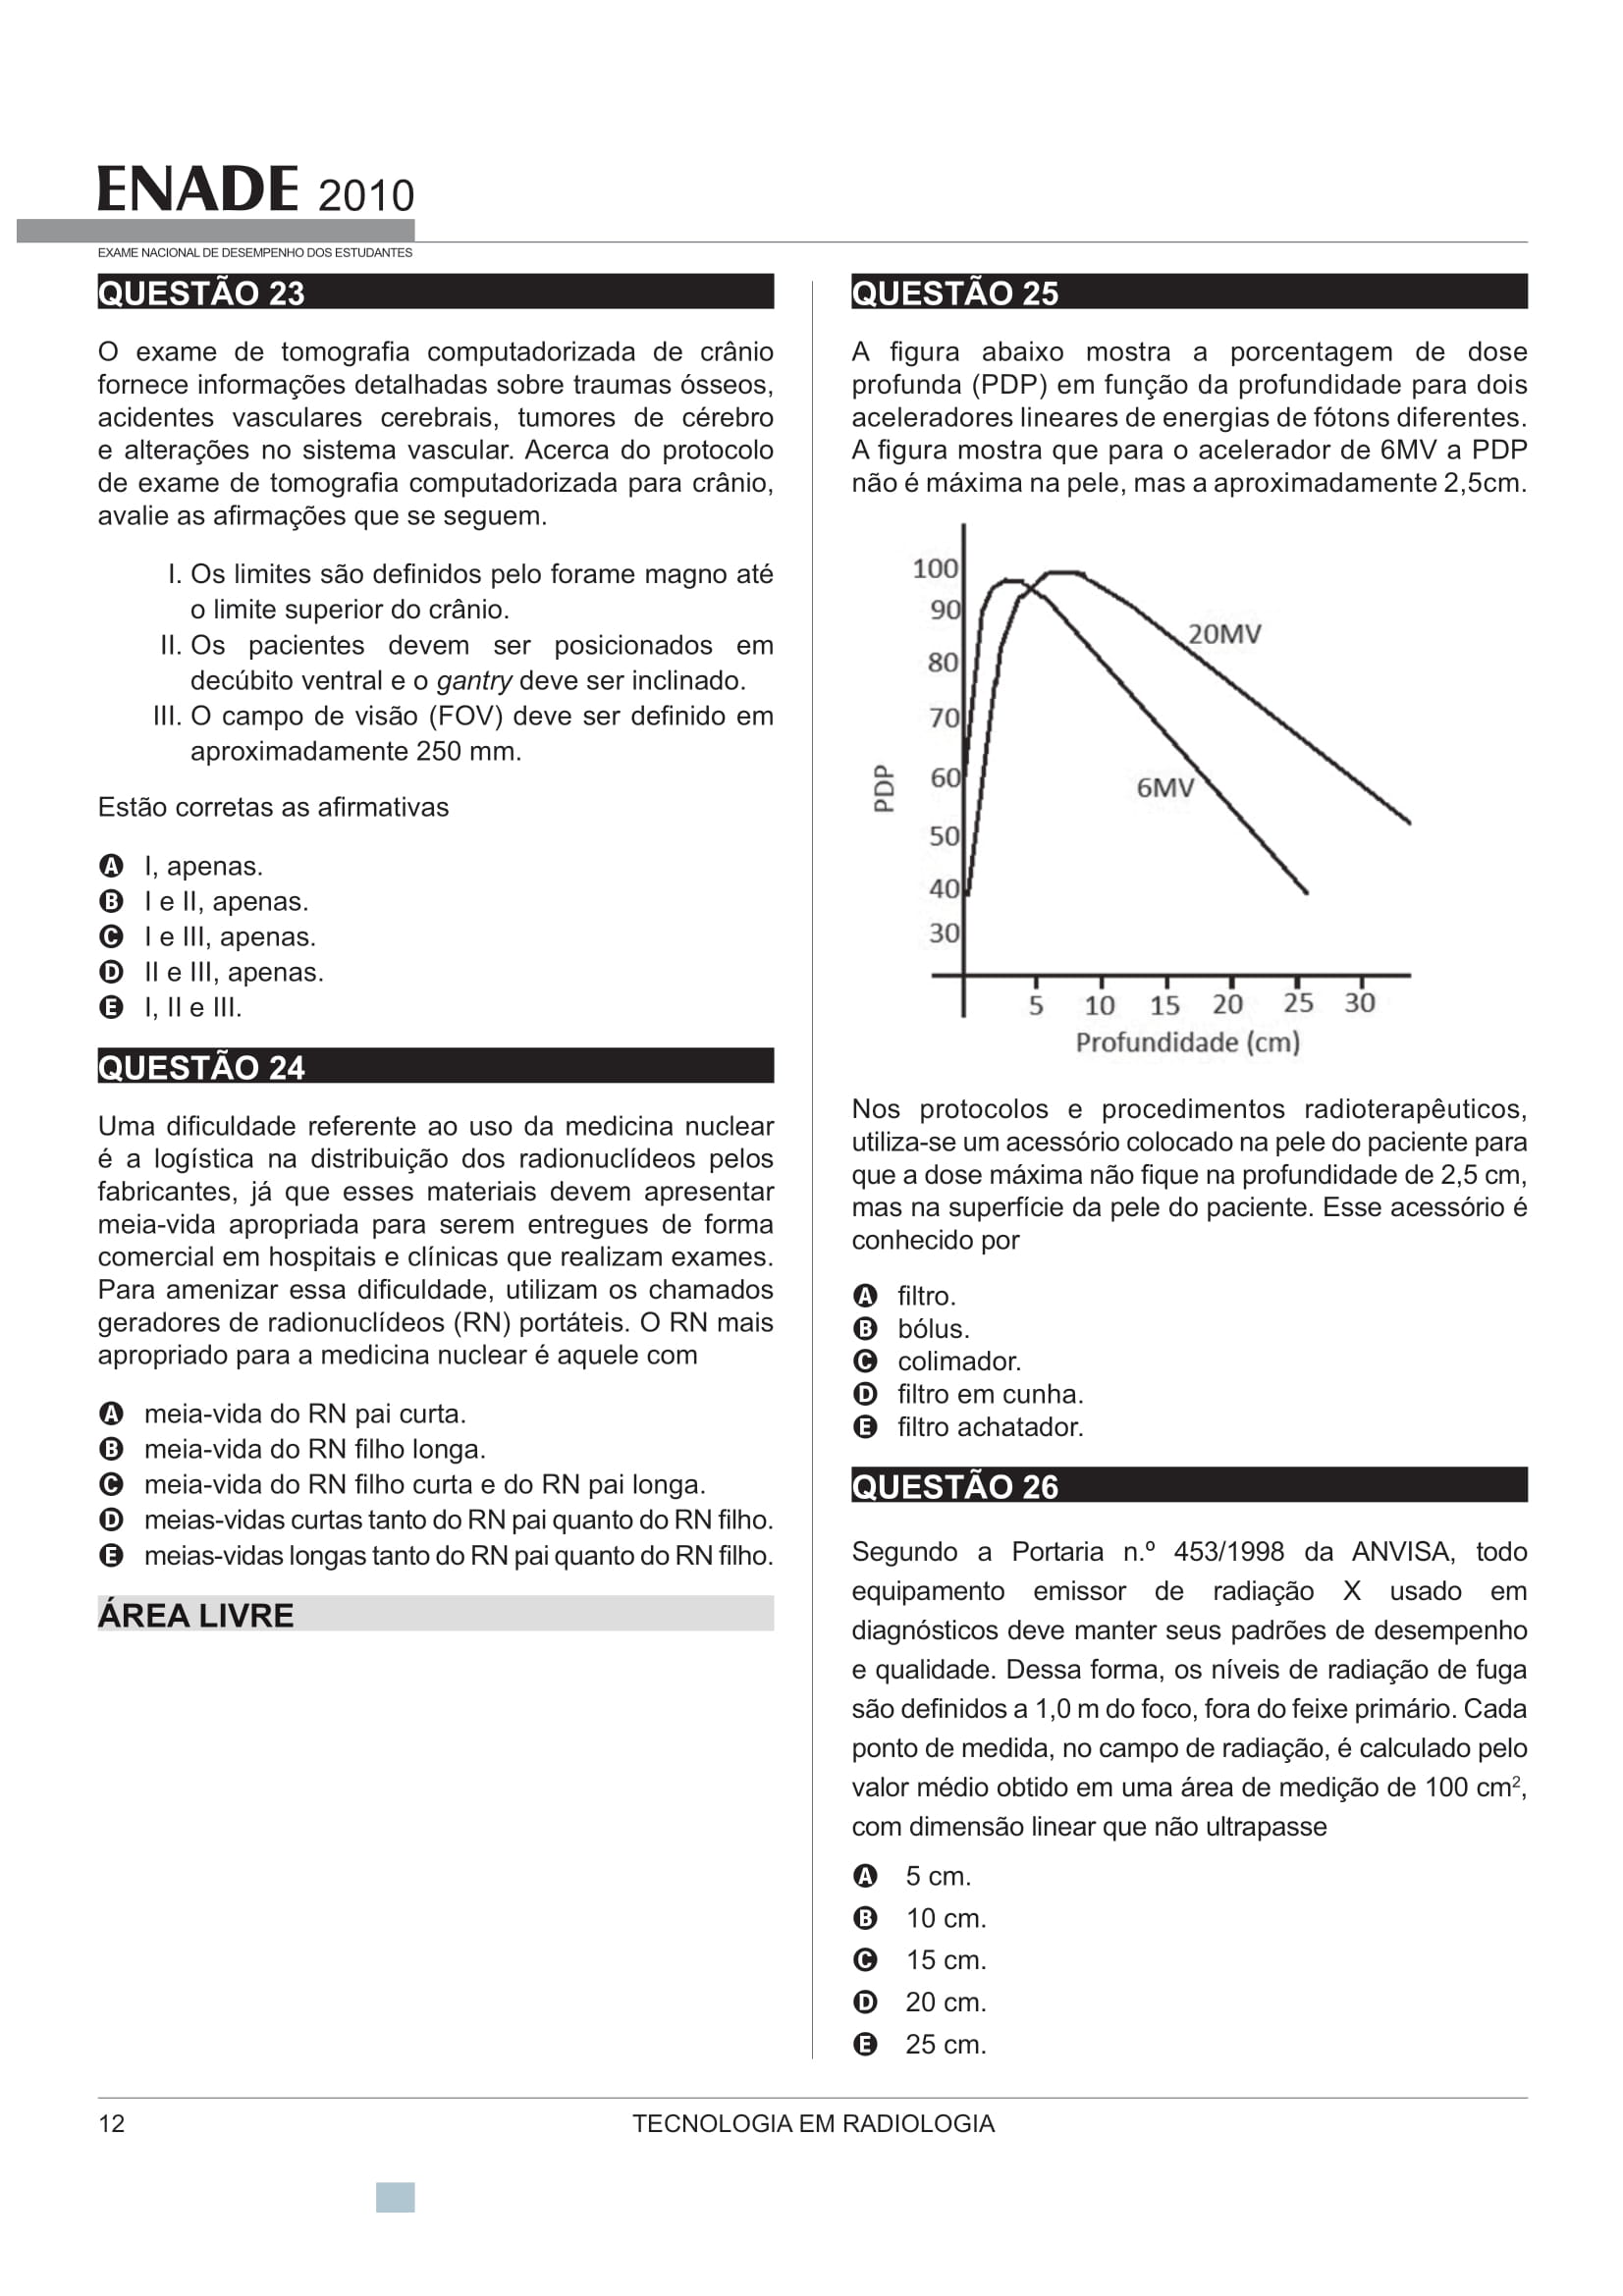 ENADE 2010
EXAME NACIONAL DE DESEMPENHO DOS ESTUDANTES
QUESTÃO 23
O exame de tomografia computadorizada de crânio
fornece informações detalhadas sobre traumas ósseos,
acidentes vasculares cerebrais, tumores de cérebro
e alterações no sistema vascular. Acerca do protocolo
de exame de tomografia computadorizada para crânio,
avalie as afirmações que se seguem.
I. Os limites são definidos pelo forame magno até
o limite superior do crânio.
II. Os pacientes devem ser posicionados em
decúbito ventral e o gantry deve ser inclinado.
III. O campo de visão (FOV) deve ser definido em
aproximadamente 250 mm.
Estão corretas as afirmativas
A I, apenas.
B I e II, apenas.
C I e III, apenas.
D II e III, apenas.
E I, II e III.
QUESTÃO 24
Uma dificuldade referente ao uso da medicina nuclear
é a logística na distribuição dos radionuclídeos pelos
fabricantes, já que esses materiais devem apresentar
meia-vida apropriada para serem entregues de forma
comercial em hospitais e clínicas que realizam exames.
Para amenizar essa dificuldade, utilizam os chamados
geradores de radionuclídeos (RN) portáteis. O RN mais
apropriado para a medicina nuclear é aquele com
A meia-vida do RN pai curta.
B meia-vida do RN filho longa.
C meia-vida do RN filho curta e do RN pai longa.
D meias-vidas curtas tanto do RN pai quanto do RN filho.
E meias-vidas longas tanto do RN pai quanto do RN filho.
ÁREA LIVRE
QUESTÃO 25
A figura abaixo mostra a porcentagem de dose
profunda (PDP) em função da profundidade para dois
aceleradores lineares de energias de fótons diferentes.
A figura mostra que para o acelerador de 6MV a PDP
não é máxima na pele, mas a aproximadamente 2,5cm.
100
90
80
70
60
50
40
30
PDP
20MV
6MV
5 10 15 20 25 30
Profundidade (cm)
Nos protocolos e procedimentos radioterapêuticos,
utiliza-se um acessório colocado na pele do paciente para
que a dose máxima não fique na profundidade de 2,5 cm,
mas na superfície da pele do paciente. Esse acessório é
conhecido por
A filtro.
B bólus.
C colimador.
D filtro em cunha.
E filtro achatador.
QUESTÃO 26
Segundo a Portaria n.º 453/1998 da ANVISA, todo
equipamento emissor de radiação X usado em
diagnósticos deve manter seus padrões de desempenho
e qualidade. Dessa forma, os níveis de radiação de fuga
são definidos a 1,0 m do foco, fora do feixe primário. Cada
ponto de medida, no campo de radiação, é calculado pelo
valor médio obtido em uma área de medição de 100 cm²,
com dimensão linear que não ultrapasse
A 5 cm.
B 10 cm.
C 15 cm.
D 20 cm.
E 25 cm.
12
TECNOLOGIA EM RADIOLOGIA